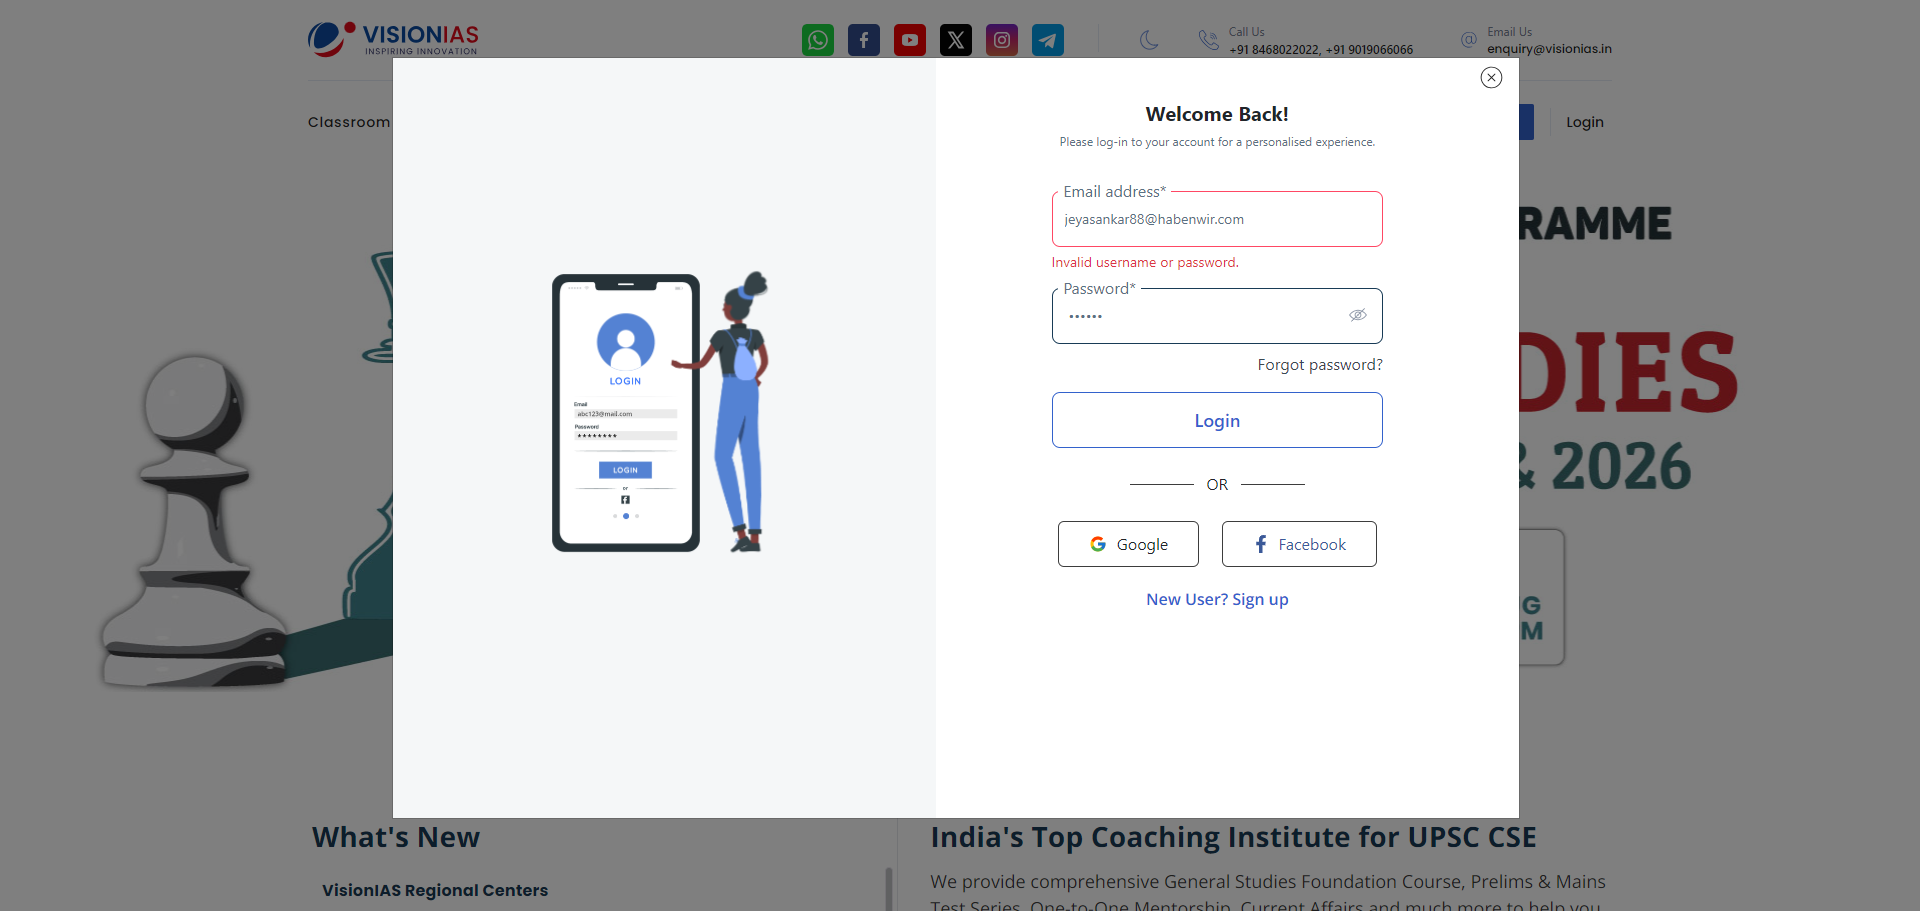 VISIONIAS
INSPIRING INNOVATION
Call Us
+91 8468022022, +91 9019066066
Email Us
enquiry@visionias.in
Classroom
Login
Welcome Back!
Please log-in to your account for a personalised experience.
Email address*
jeyasankar88@habenwir.com
Invalid username or password.
Password*
••••••
Forgot password?
Login
OR
Google
Facebook
New User? Sign up
LOGIN
Email
abc123@mail.com
Password
********
LOGIN
or
RAMME
DIES
& 2026
G
M
What's New
VisionIAS Regional Centers
India's Top Coaching Institute for UPSC CSE
We provide comprehensive General Studies Foundation Course, Prelims & Mains
Test Series, One-to-One Mentorship, Current Affairs and much more to help you